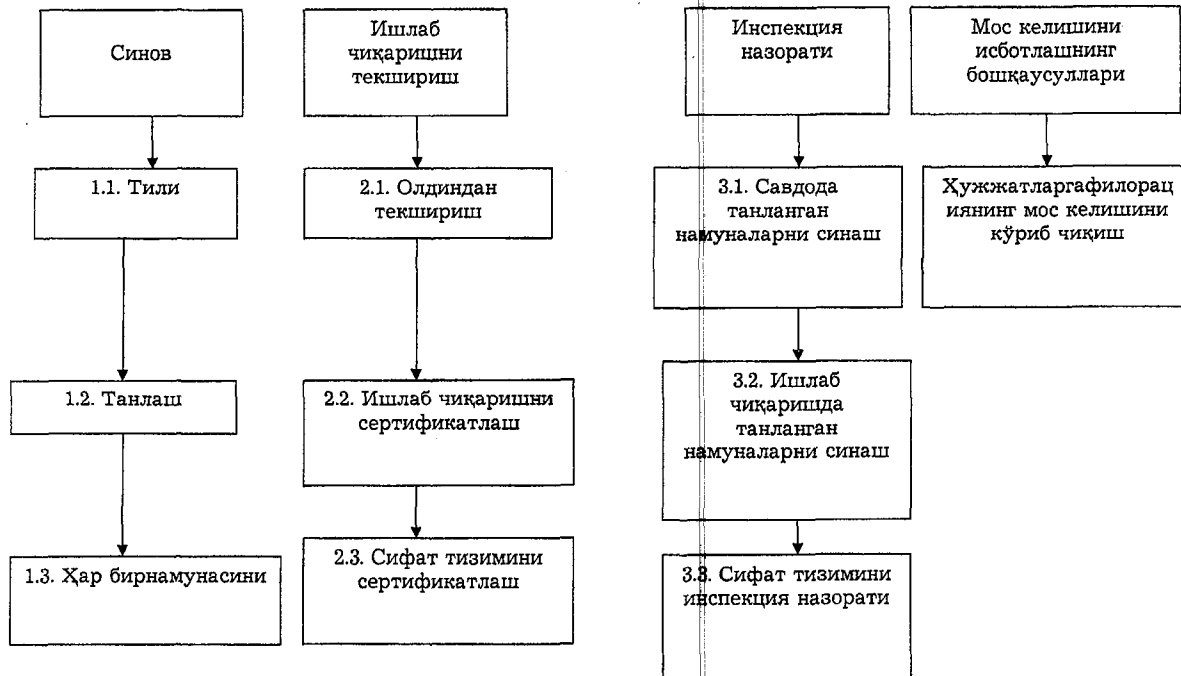 Синов
Ишлаб
чиқаришни
текшириш
Инспекция
назорати
Мос келишини
исботлашнинг
бошқаусуллари
1.1. Тили
2.1. Олдиндан
текшириш
3.1. Савдода
танланган
намуналарни синаш
Ҳужжатларгафилорац
иянинг мос келишини
кўриб чиқиш
1.2. Танлаш
2.2. Ишлаб чиқаришни
сертификатлаш
3.2. Ишлаб
чиқаришда
танланган
намуналарни синаш
1.3. Ҳар бирнамунасини
2.3. Сифат тизимини
сертификатлаш
3.3. Сифат тизимини
инспекция назорати